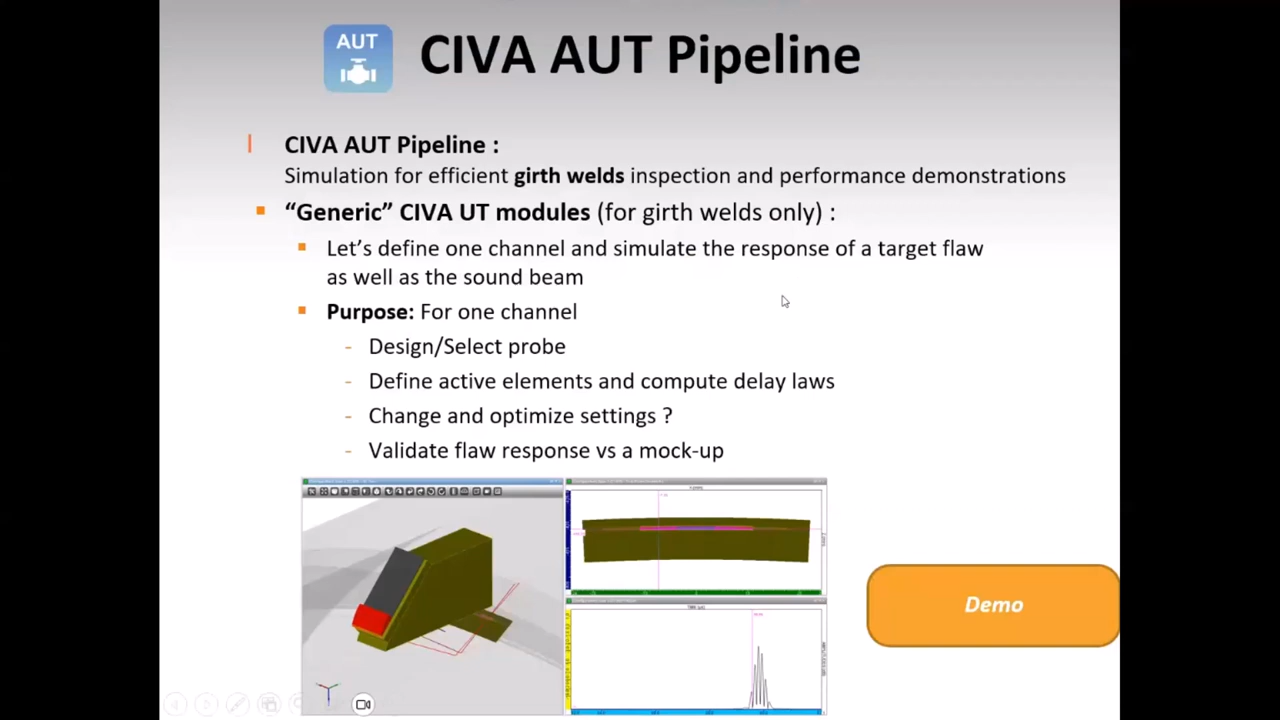 AUT
CIVA AUT Pipeline
CIVA AUT Pipeline :
Simulation for efficient girth welds inspection and performance demonstrations
“Generic” CIVA UT modules (for girth welds only) :
Let’s define one channel and simulate the response of a target flaw
as well as the sound beam
Purpose: For one channel
- Design/Select probe
- Define active elements and compute delay laws
- Change and optimize settings ?
- Validate flaw response vs a mock-up
Demo